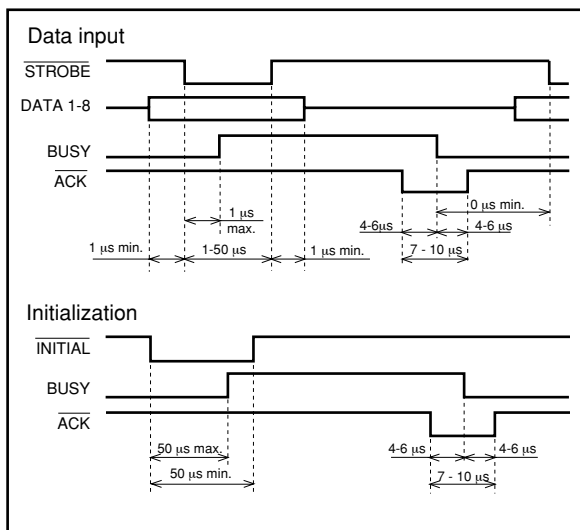 Data input
STROBE
DATA 1-8
BUSY
ACK
0 µs min.
1 µs
max.
4-6µs
4-6 µs
1 µs min.
1-50 µs
1 µs min.
7 - 10 µs
Initialization
INITIAL
BUSY
ACK
50 µs max.
4-6 µs
4-6 µs
50 µs min.
7 - 10 µs